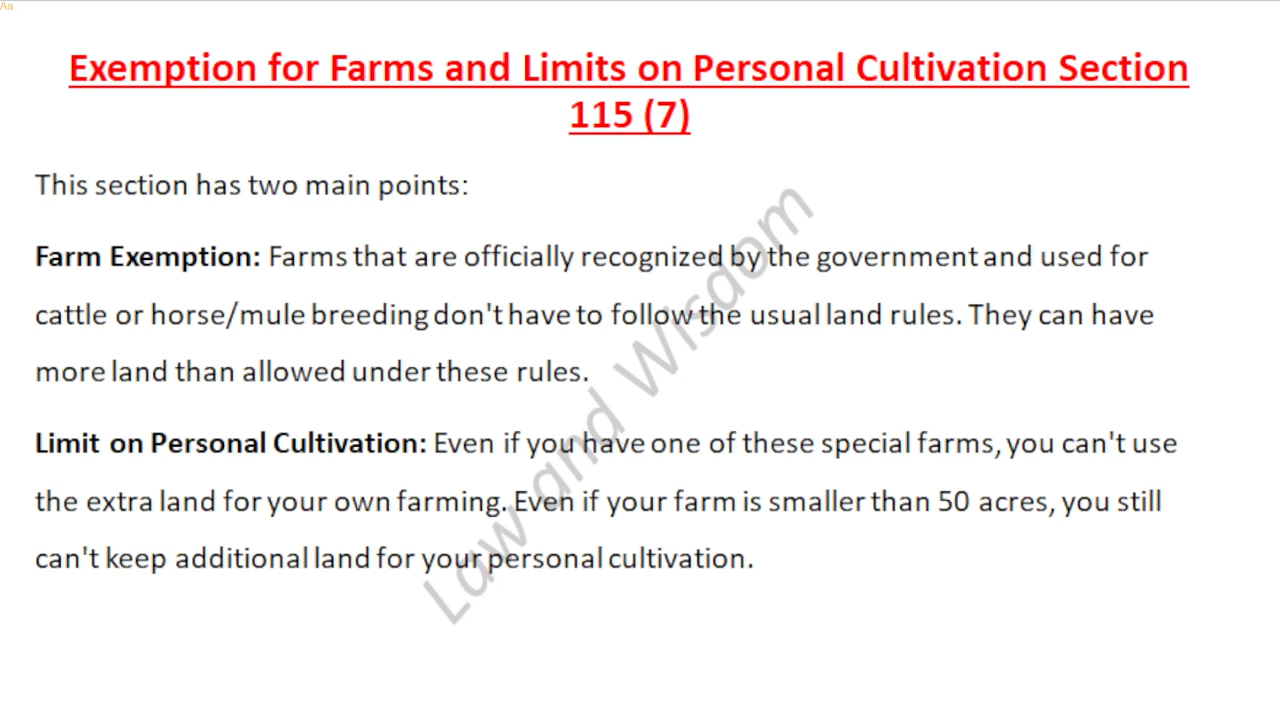 Aa
Exemption for Farms and Limits on Personal Cultivation Section
115 (7)
This section has two main points:
Farm Exemption: Farms that are officially recognized by the government and used for
cattle or horse/mule breeding don't have to follow the usual land rules. They can have
more land than allowed under these rules.
Limit on Personal Cultivation: Even if you have one of these special farms, you can't use
the extra land for your own farming. Even if your farm is smaller than 50 acres, you still
can't keep additional land for your personal cultivation.
Law and Wisdom